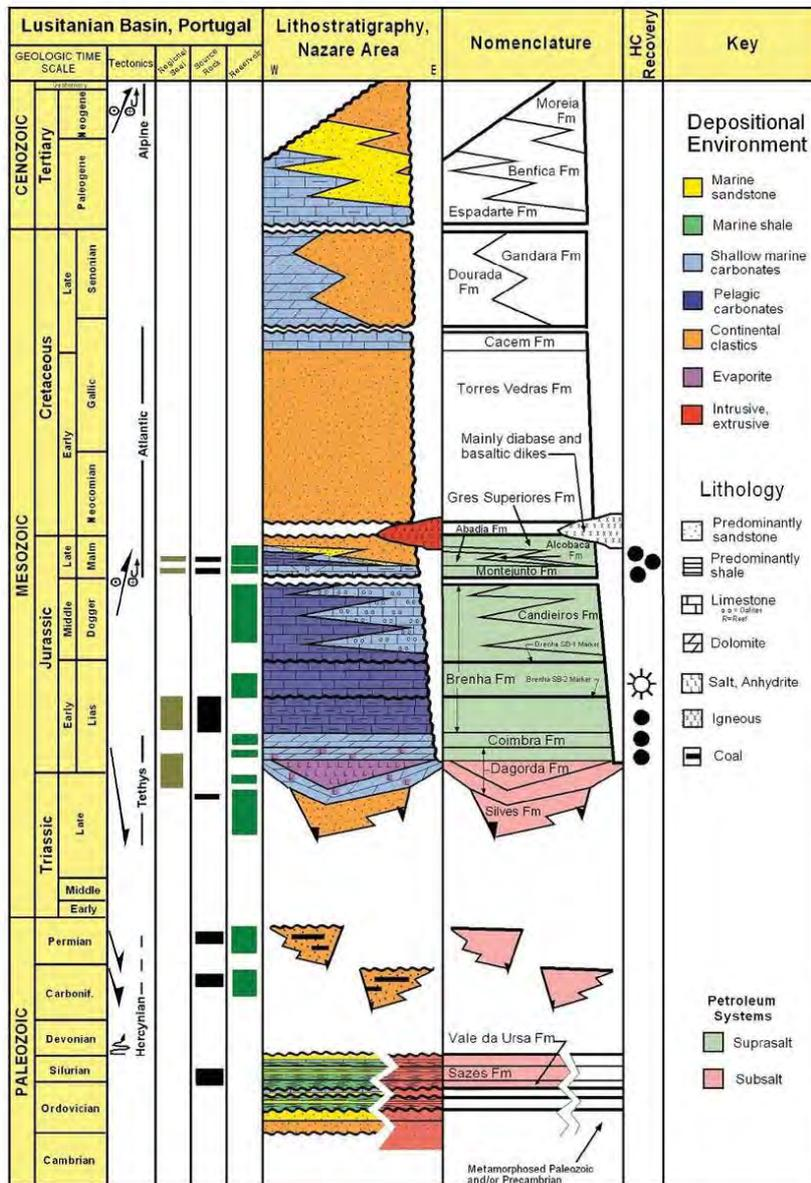 Lusitanian Basin, Portugal
Lithostratigraphy,
Nazare Area
W
E
Nomenclature
HC
Recovery
Key
GEOLOGIC TIME
SCALE
Tectonics
Regional
Seal
Source
Rock
Reservoir
CENOZOIC
Tertiary
Neogene
Paleogene
Alpine
MESOZOIC
Cretaceous
Late
Senonian
Gallic
Early
Neocomian
Atlantic
Jurassic
Late
Malm
Middle
Dogger
Early
Lias
Tethys
Triassic
Late
Middle
Early
PALEOZOIC
Permian
Carbonif.
Devonian
Silurian
Ordovician
Cambrian
Hercynian
Moreia
Fm
Benfica Fm
Espadarte Fm
Gandara Fm
Dourada
Fm
Cacem Fm
Torres Vedras Fm
Mainly diabase and
basaltic dikes
Gres Superiores Fm
Abadia Fm
Alcobaca
Fm
Montejunto Fm
Candieiros Fm
Brenha SB-1 Marker
Brenha Fm
Brenha SB-2 Marker
Coimbra Fm
Dagorda Fm
Silves Fm
Vale da Ursa Fm
Sazes Fm
Metamorphosed Paleozoic
and/or Precambrian
Depositional
Environment
Marine
sandstone
Marine shale
Shallow marine
carbonates
Pelagic
carbonates
Continental
clastics
Evaporite
Intrusive,
extrusive
Lithology
Predominantly
sandstone
Predominantly
shale
Limestone
R=Reef
Dolomite
Salt, Anhydrite
Igneous
Coal
Petroleum
Systems
Suprasalt
Subsalt